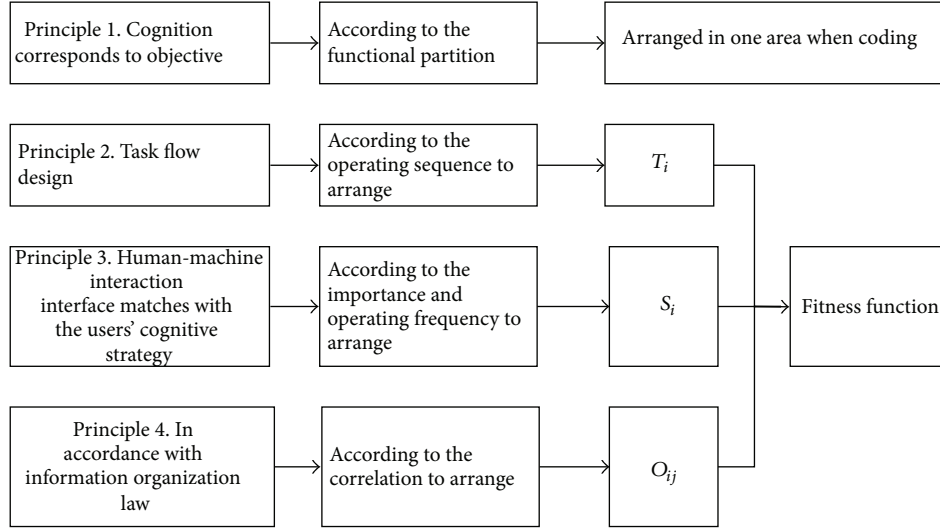 Principle 1. Cognition
corresponds to objective
According to the
functional partition
Arranged in one area when coding
Principle 2. Task flow
design
According to the
operating sequence to
arrange
T_i
Principle 3. Human-machine
interaction
interface matches with
the users' cognitive
strategy
According to the
importance and
operating frequency to
arrange
S_i
Fitness function
Principle 4. In
accordance with
information organization
law
According to the
correlation to arrange
O_{ij}